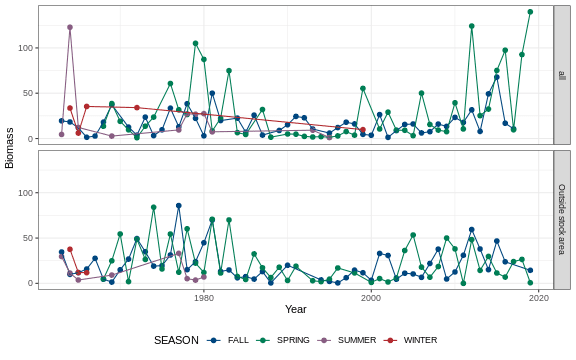 Biomass
100
50
0
all
100
50
0
Outside stock area
1980
2000
2020
Year
SEASON FALL SPRING SUMMER WINTER